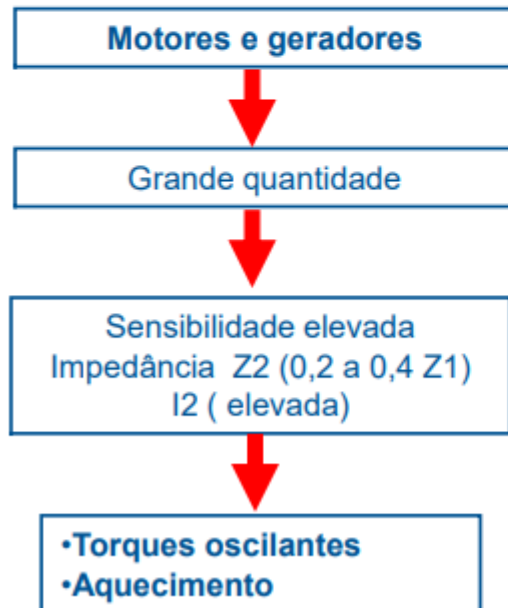 Motores e geradores
Grande quantidade
Sensibilidade elevada
Impedância Z2 (0,2 a 0,4 Z1)
I2 ( elevada)
•Torques oscilantes
•Aquecimento